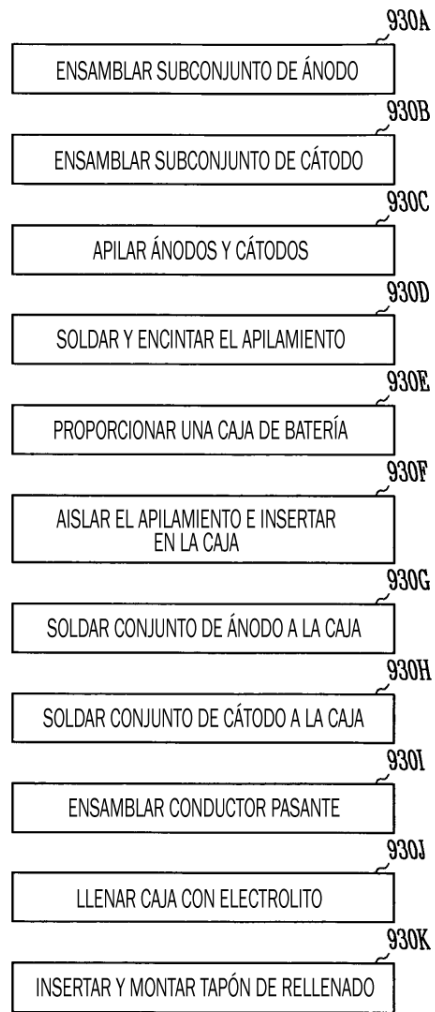 930A
ENSAMBLAR SUBCONJUNTO DE ÁNODO
930B
ENSAMBLAR SUBCONJUNTO DE CÁTODO
930C
APILAR ÁNODOS Y CÁTODOS
930D
SOLDAR Y ENCINTAR EL APILAMIENTO
930E
PROPORCIONAR UNA CAJA DE BATERÍA
930F
AISLAR EL APILAMIENTO E INSERTAR
EN LA CAJA
930G
SOLDAR CONJUNTO DE ÁNODO A LA CAJA
930H
SOLDAR CONJUNTO DE CÁTODO A LA CAJA
930I
ENSAMBLAR CONDUCTOR PASANTE
930J
LLENAR CAJA CON ELECTROLITO
930K
INSERTAR Y MONTAR TAPÓN DE RELLENADO